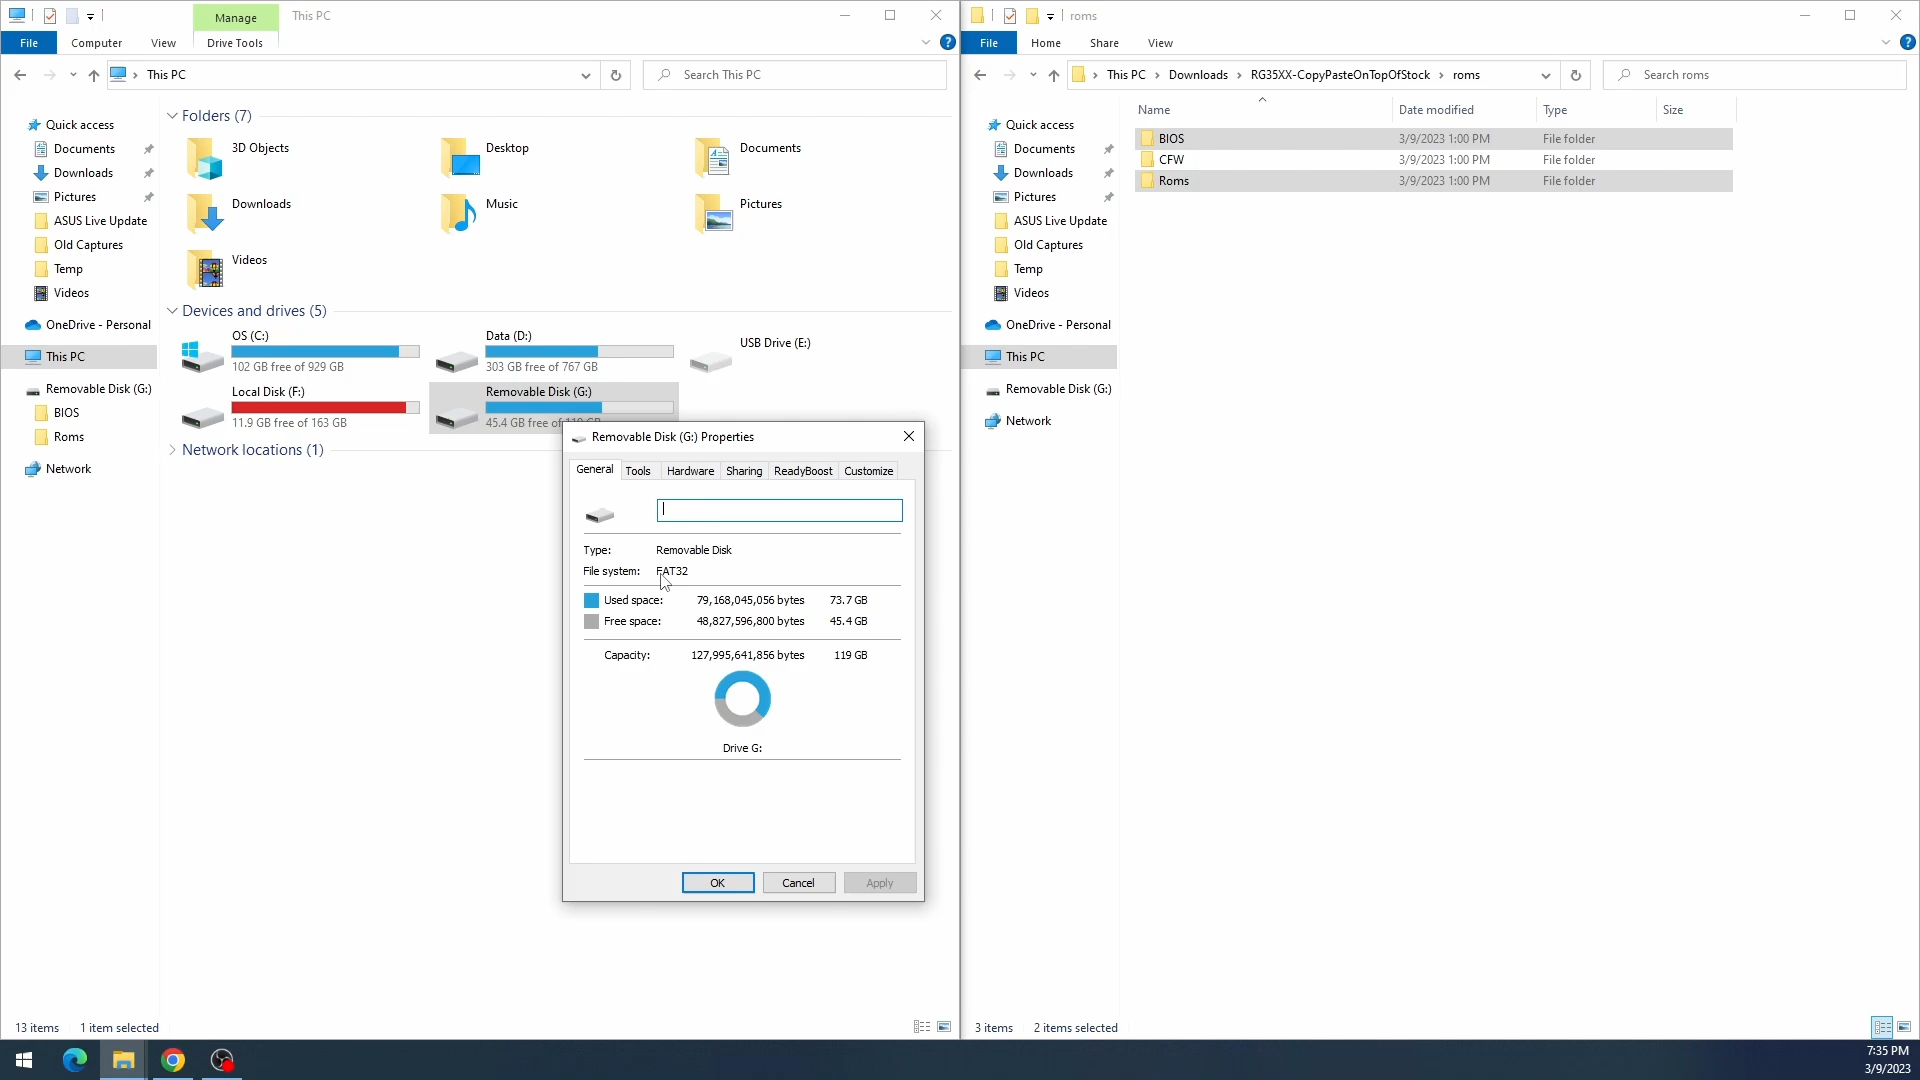 Manage
This PC
File
Computer
View
Drive Tools
This PC
Search This PC
Quick access
Documents
Downloads
Pictures
ASUS Live Update
Old Captures
Temp
Videos
OneDrive - Personal
This PC
Removable Disk (G:)
BIOS
Roms
Network
Folders (7)
3D Objects
Desktop
Documents
Downloads
Music
Pictures
Videos
Devices and drives (5)
OS (C:)
102 GB free of 929 GB
Data (D:)
303 GB free of 767 GB
USB Drive (E:)
Local Disk (F:)
11.9 GB free of 163 GB
Removable Disk (G:)
45.4 GB free of
Network locations (1)
Removable Disk (G:) Properties
General
Tools
Hardware
Sharing
ReadyBoost
Customize
Type: Removable Disk
File system: FAT32
Used space: 79,168,045,056 bytes 73.7 GB
Free space: 48,827,596,800 bytes 45.4 GB
Capacity: 127,995,641,856 bytes 119 GB
Drive G:
OK
Cancel
Apply
13 items
1 item selected
roms
File
Home
Share
View
This PC
Downloads
RG35XX-CopyPasteOnTopOfStock
roms
Search roms
Quick access
Documents
Downloads
Pictures
ASUS Live Update
Old Captures
Temp
Videos
OneDrive - Personal
This PC
Removable Disk (G:)
Network
Name Date modified Type Size
BIOS 3/9/2023 1:00 PM File folder
CFW 3/9/2023 1:00 PM File folder
Roms 3/9/2023 1:00 PM File folder
3 items
2 items selected
7:35 PM
3/9/2023